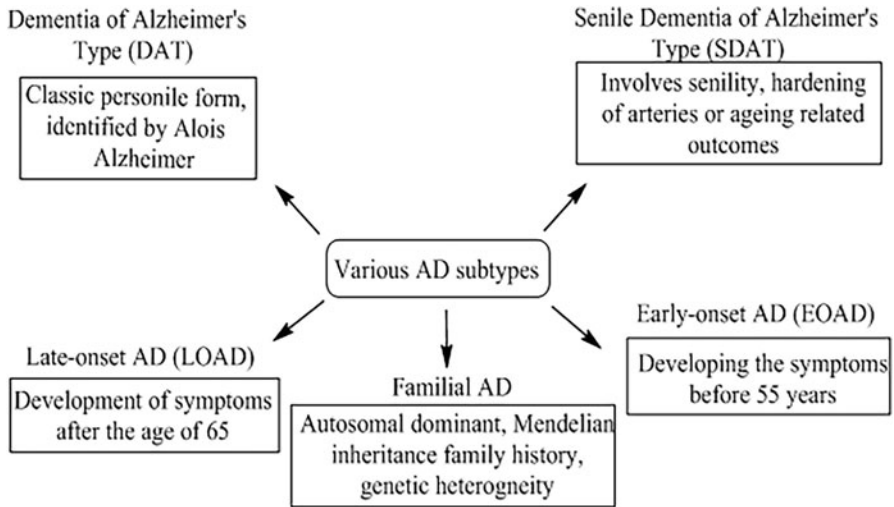 Dementia of Alzheimer's
Type (DAT)
Classic personile form,
identified by Alois
Alzheimer
Senile Dementia of Alzheimer's
Type (SDAT)
Involves senility, hardening
of arteries or ageing related
outcomes
Various AD subtypes
Late-onset AD (LOAD)
Development of symptoms
after the age of 65
Familial AD
Autosomal dominant, Mendelian
inheritance family history,
genetic heterogneity
Early-onset AD (EOAD)
Developing the symptoms
before 55 years